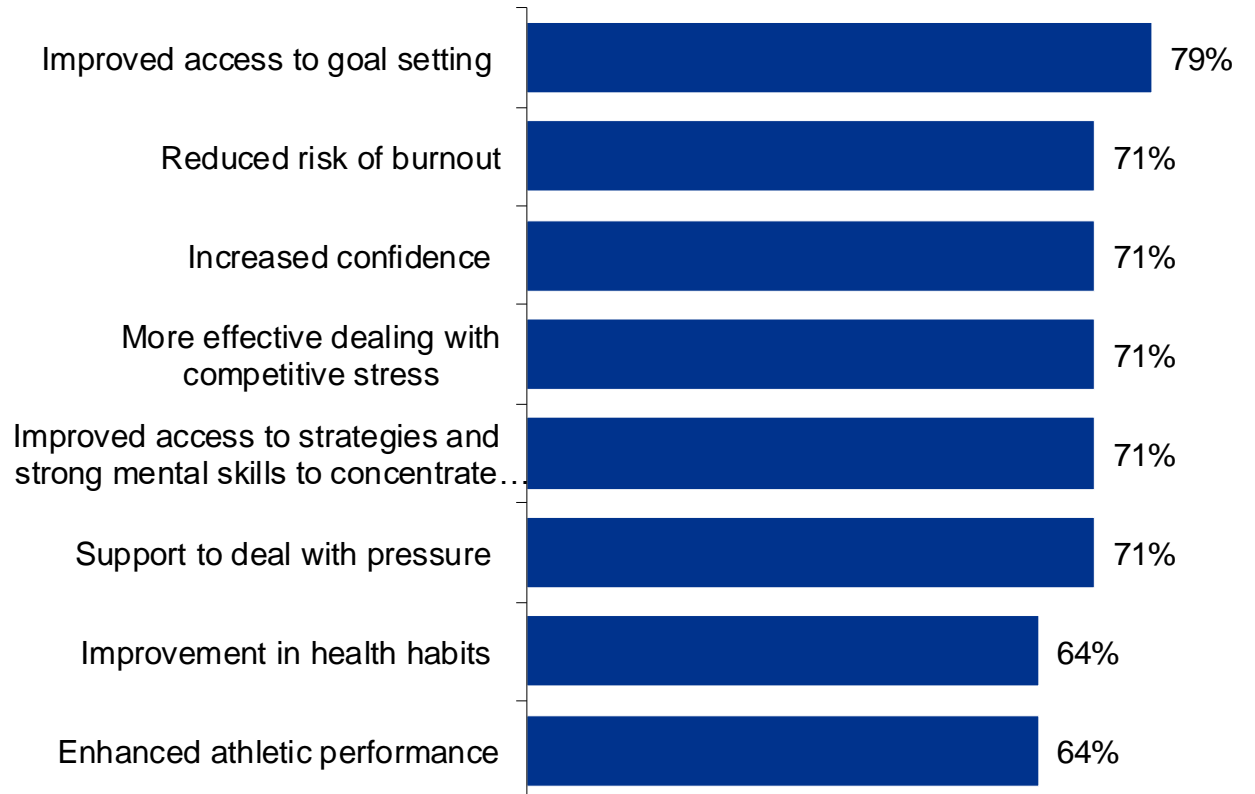 Improved access to goal setting
79%
Reduced risk of burnout
71%
Increased confidence
71%
More effective dealing with
competitive stress
71%
Improved access to strategies and
strong mental skills to concentrate…
71%
Support to deal with pressure
71%
Improvement in health habits
64%
Enhanced athletic performance
64%